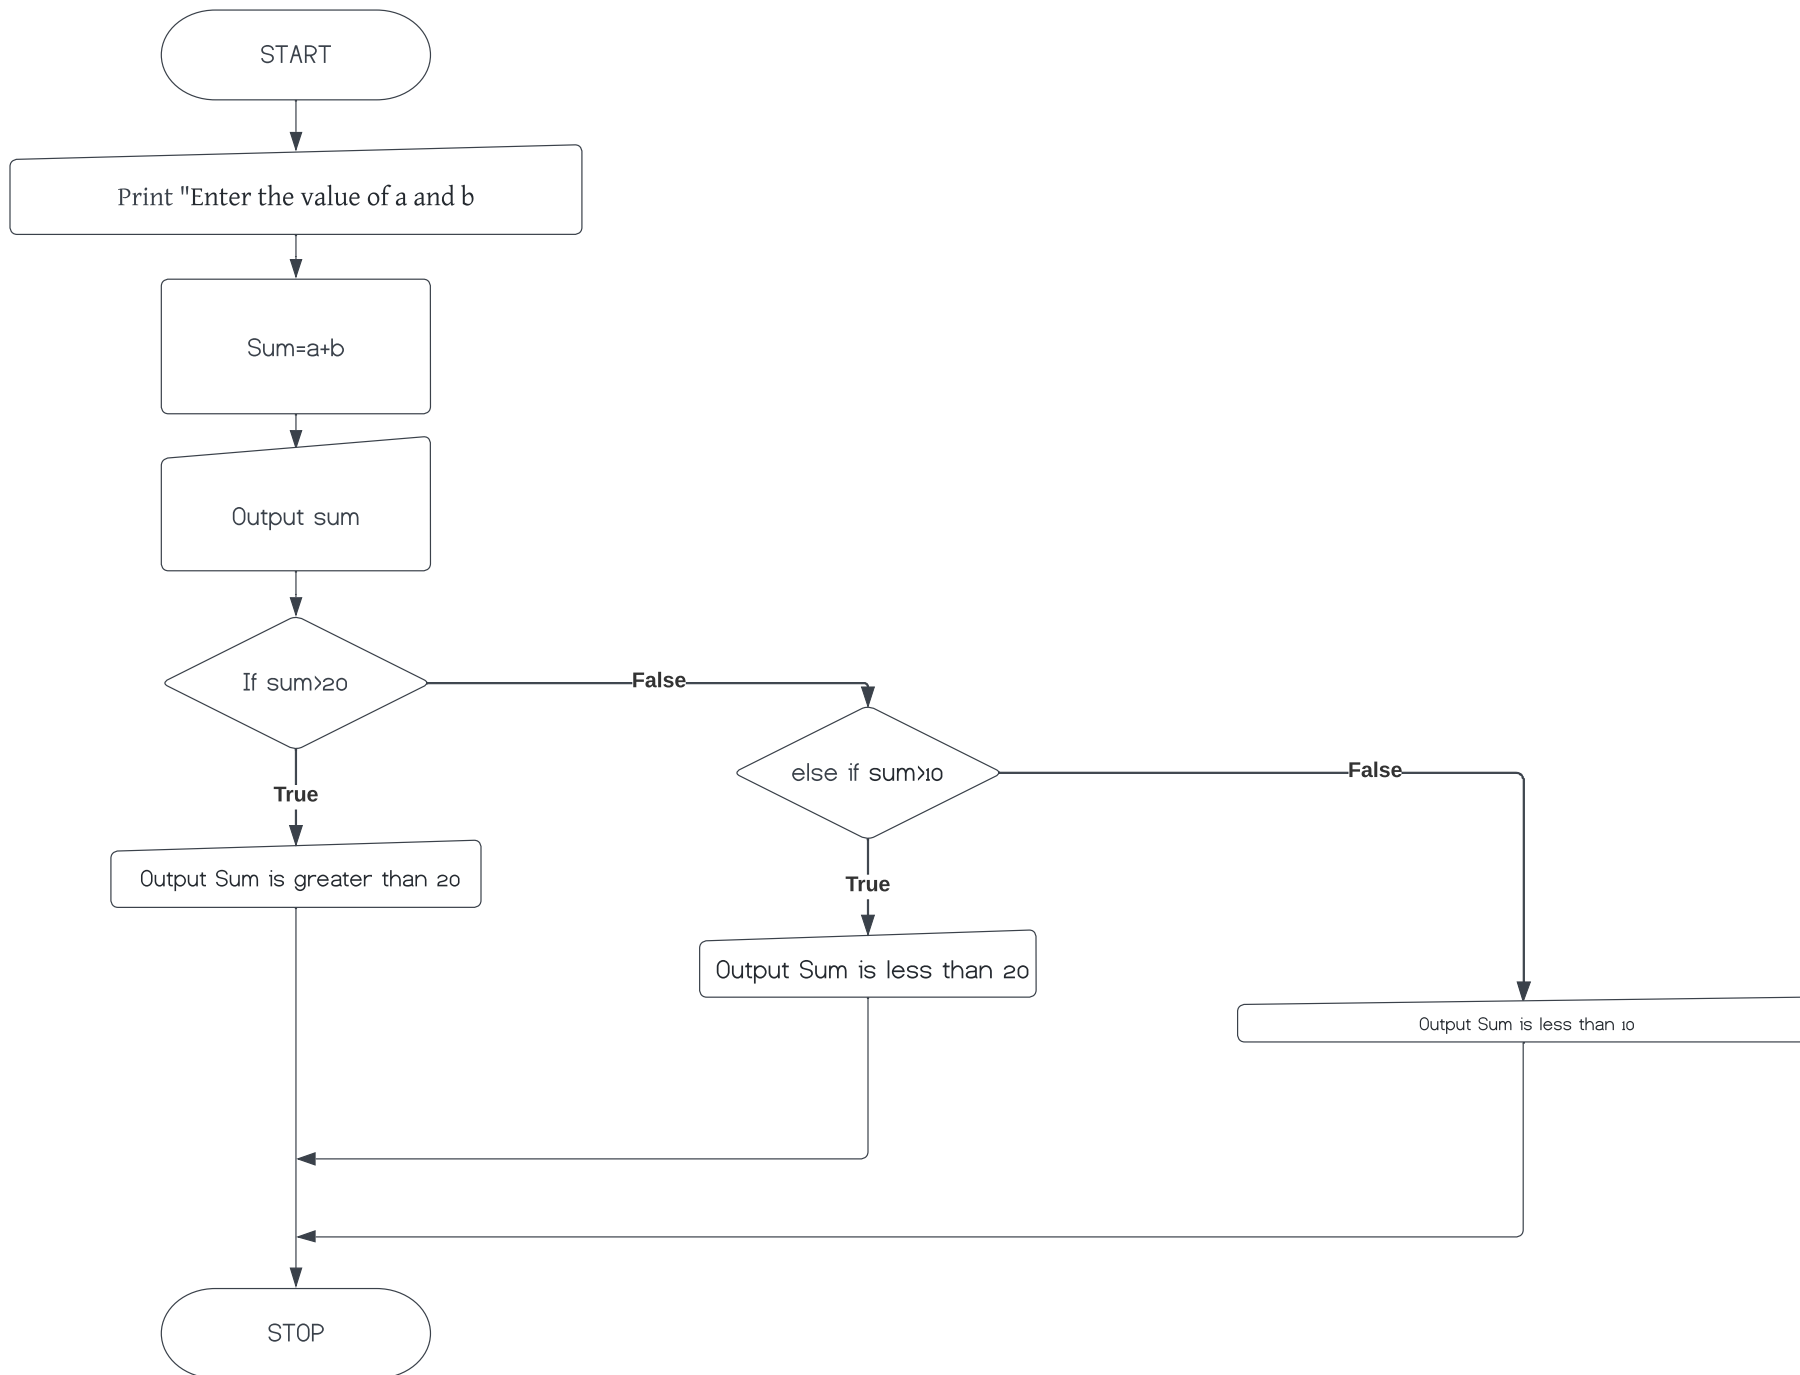 START
Print "Enter the value of a and b
Sum=a+b
Output sum
If sum>20
False
else if sum>10
False
True
Output Sum is greater than 20
True
Output Sum is less than 20
Output Sum is less than 10
STOP